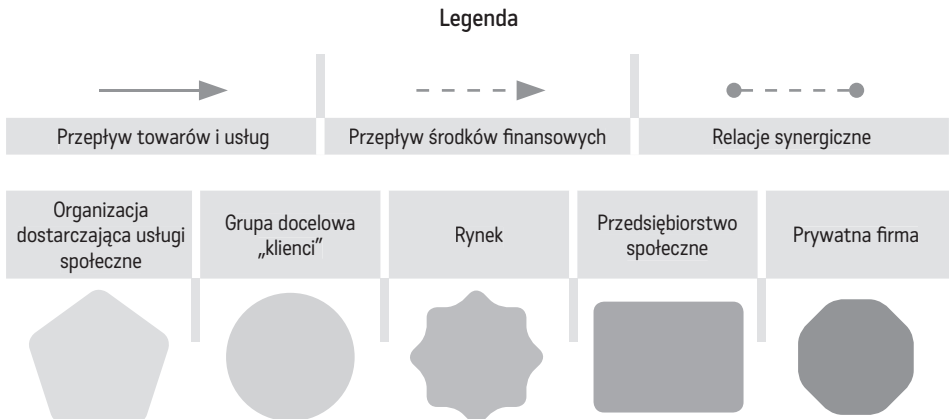 Legenda
Przepływ towarów i usług
Przepływ środków finansowych
Relacje synergiczne
Organizacja
dostarczająca usługi
społeczne
Grupa docelowa
„klienci”
Rynek
Przedsiębiorstwo
społeczne
Prywatna firma